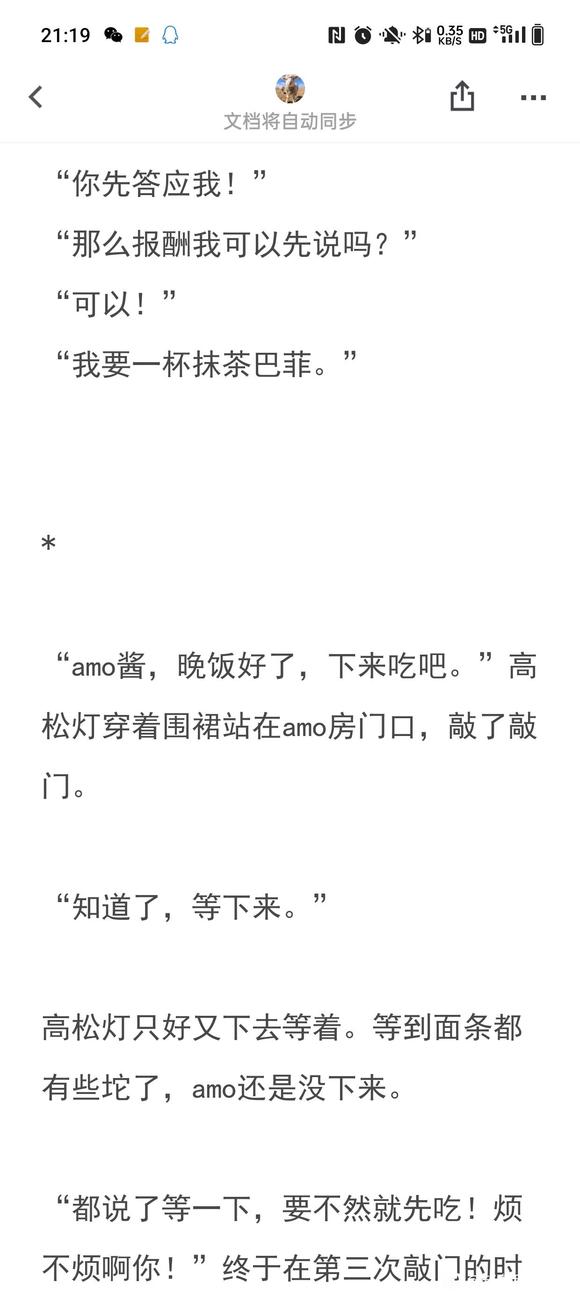 21:19
0.35
KB/S
HD
5G
文档将自动同步
“你先答应我！”
“那么报酬我可以先说吗？”
“可以！”
“我要一杯抹茶巴菲。”
*
“amo酱，晚饭好了，下来吃吧。”高
松灯穿着围裙站在amo房门口，敲了敲
门。
“知道了，等下来。”
高松灯只好又下去等着。等到面条都
有些坨了，amo还是没下来。
“都说了等一下，要不然就先吃！烦
不烦啊你！”终于在第三次敲门的时